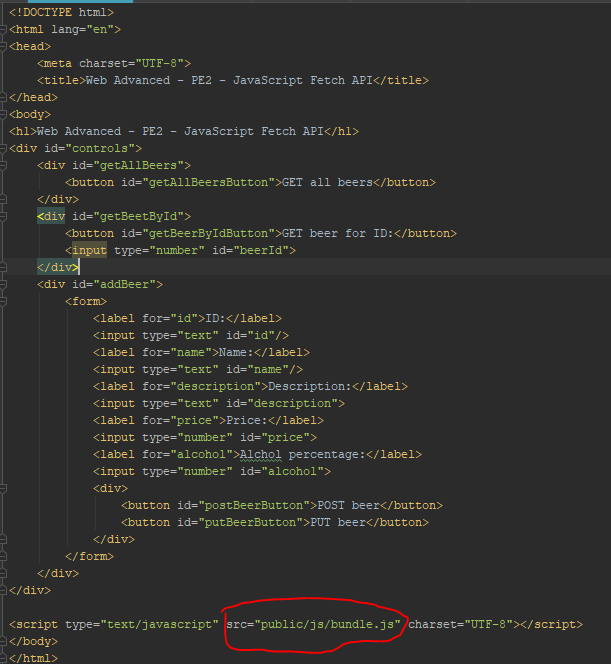 <!DOCTYPE html>
<html lang="en">
<head>
    <meta charset="UTF-8">
    <title>Web Advanced - PE2 - JavaScript Fetch API</title>
</head>
<body>
<h1>Web Advanced - PE2 - JavaScript Fetch API</h1>
<div id="controls">
    <div id="getAllBeers">
        <button id="getAllBeersButton">GET all beers</button>
    </div>
    <div id="getBeetById">
        <button id="getBeerByIdButton">GET beer for ID:</button>
        <input type="number" id="beerId">
    </div>
    <div id="addBeer">
        <form>
            <label for="id">ID:</label>
            <input type="text" id="id"/>
            <label for="name">Name:</label>
            <input type="text" id="name"/>
            <label for="description">Description:</label>
            <input type="text" id="description">
            <label for="price">Price:</label>
            <input type="number" id="price">
            <label for="alcohol">Alchol percentage:</label>
            <input type="number" id="alcohol">
            <div>
                <button id="postBeerButton">POST beer</button>
                <button id="putBeerButton">PUT beer</button>
            </div>
        </form>
    </div>
</div>
<script type="text/javascript" src="public/js/bundle.js" charset="UTF-8"></script>
</body>
</html>